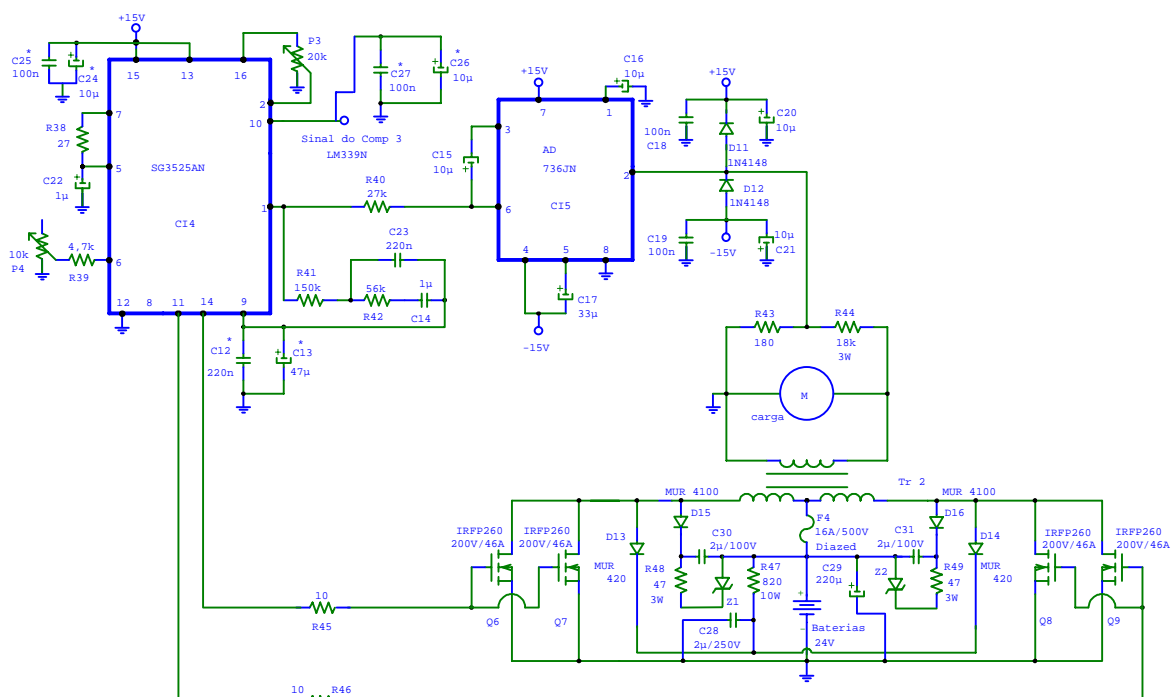 +15V
*
C25
100n
+
C24
*
10µ
15
13
16
P3
20k
*
C27
100n
+
*
C26
10µ
7
2
10
Sinal do Comp 3
LM339N
R38
27
5
+
C22
1µ
SG3525AN
CI4
1
10k
P4
4,7k
R39
6
12
8
11
14
9
R40
27k
C15
10µ
+
C23
220n
R41
150k
56k
R42
1µ
C14
*
C12
220n
+
*
C13
47µ
+15V
7
C16
10µ
+
1
3
AD
736JN
2
6
CI5
4
5
8
+
C17
33µ
-15V
+15V
100n
C18
+
C20
10µ
D11
1N4148
D12
1N4148
C19
100n
-15V
10µ
+
C21
R43
180
R44
18k
3W
M
carga
Tr 2
MUR 4100
MUR 4100
IRFP260
200V/46A
IRFP260
200V/46A
D13
D15
C30
2µ/100V
F4
16A/500V
Diazed
C31
2µ/100V
D16
D14
IRFP260
200V/46A
IRFP260
200V/46A
MUR
420
R48
47
3W
Z1
R47
820
10W
C29
220µ
+
Z2
R49
47
3W
MUR
420
10
R45
Q6
Q7
C28
2µ/250V
+
- Baterias
24V
Q8
Q9
10
R46